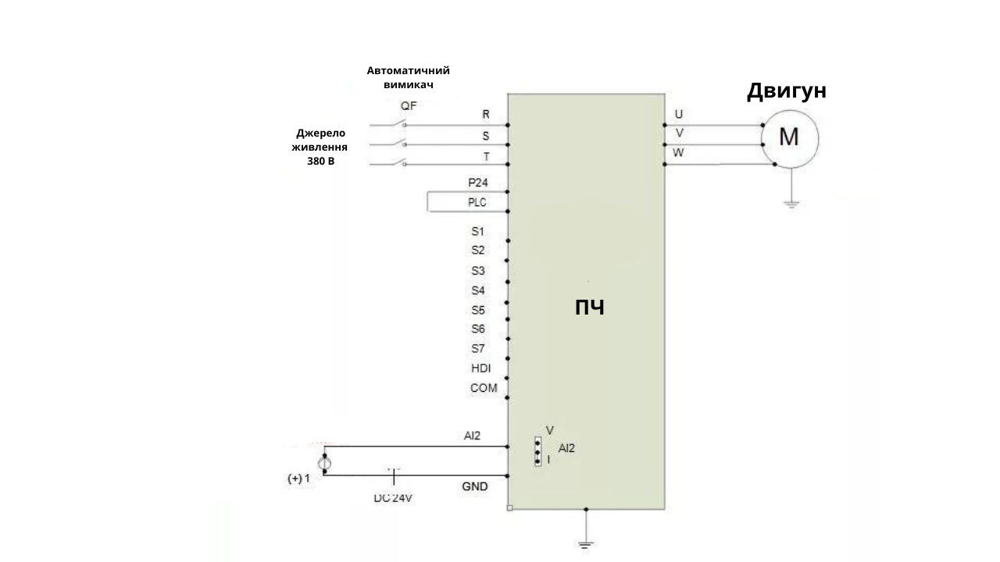 Автоматичний
вимикач
QF
Джерело
живлення
380 В
R
S
T
P24
PLC
S1
S2
S3
S4
S5
S6
S7
HDI
COM
AI2
(+) 1
DC 24V
GND
ПЧ
V
AI2
I
U
V
W
Двигун
M